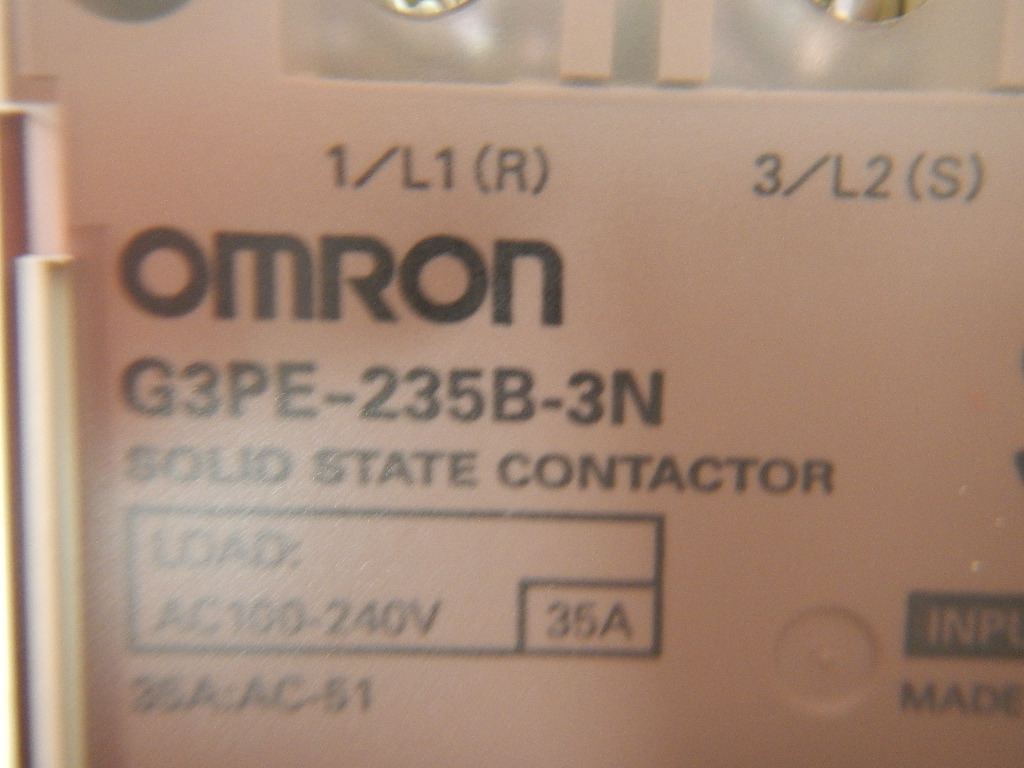 1/L1(R) 3/L2(S)
OMRON
G3PE-235B-3N
SOLID STATE CONTACTOR
LOAD:
AC100-240V 35A
35A:AC-51
INPU
MADE